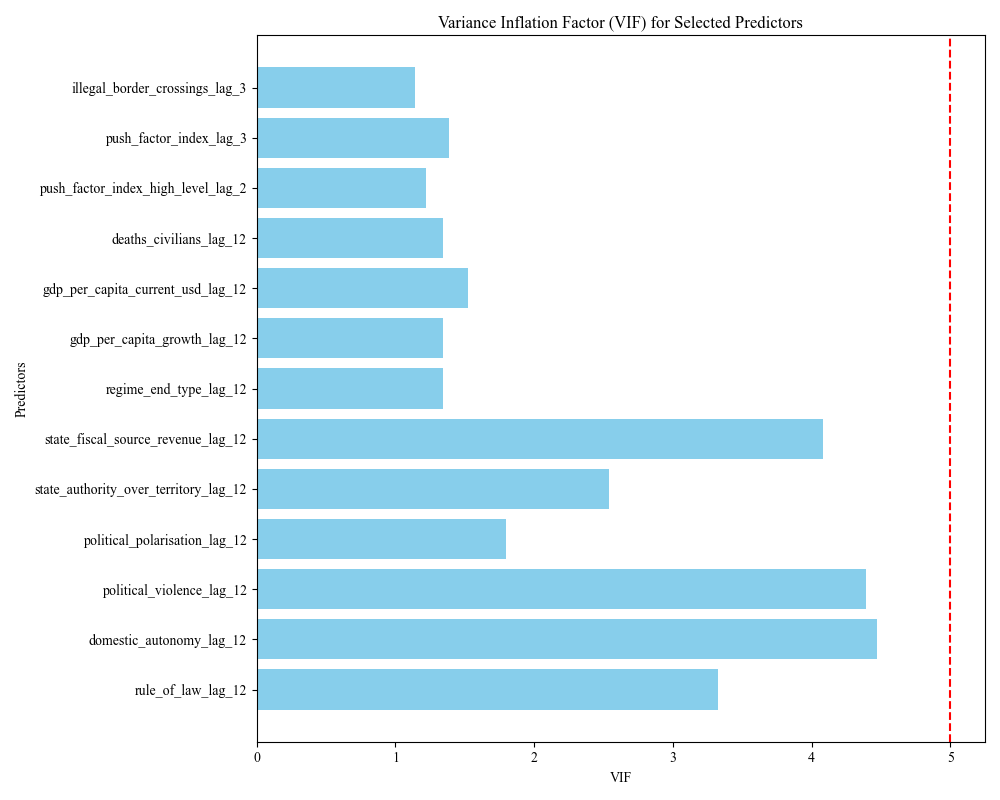 Variance Inflation Factor (VIF) for Selected Predictors
illegal_border_crossings_lag_3
push_factor_index_lag_3
push_factor_index_high_level_lag_2
deaths_civilians_lag_12
gdp_per_capita_current_usd_lag_12
gdp_per_capita_growth_lag_12
regime_end_type_lag_12
state_fiscal_source_revenue_lag_12
state_authority_over_territory_lag_12
political_polarisation_lag_12
political_violence_lag_12
domestic_autonomy_lag_12
rule_of_law_lag_12
Predictors
0 1 2 3 4 5
VIF